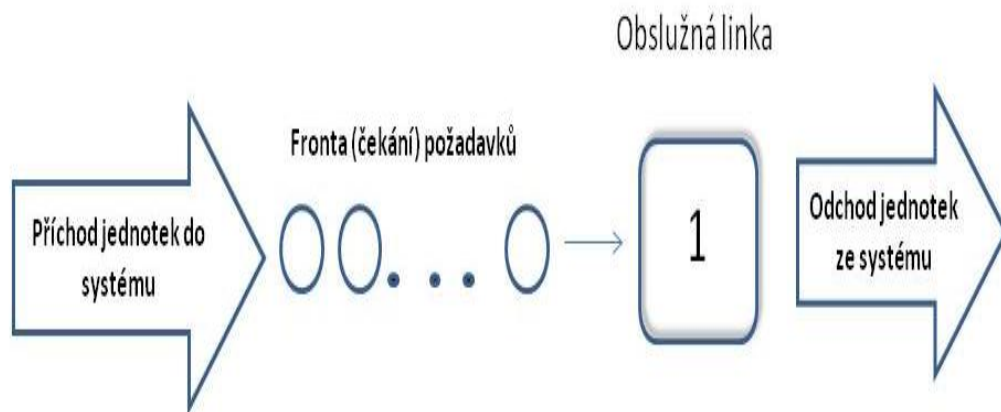 Obslužná linka
Fronta (čekání) požadavků
Příchod jednotek do
systému
1
Odchod jednotek
ze systému